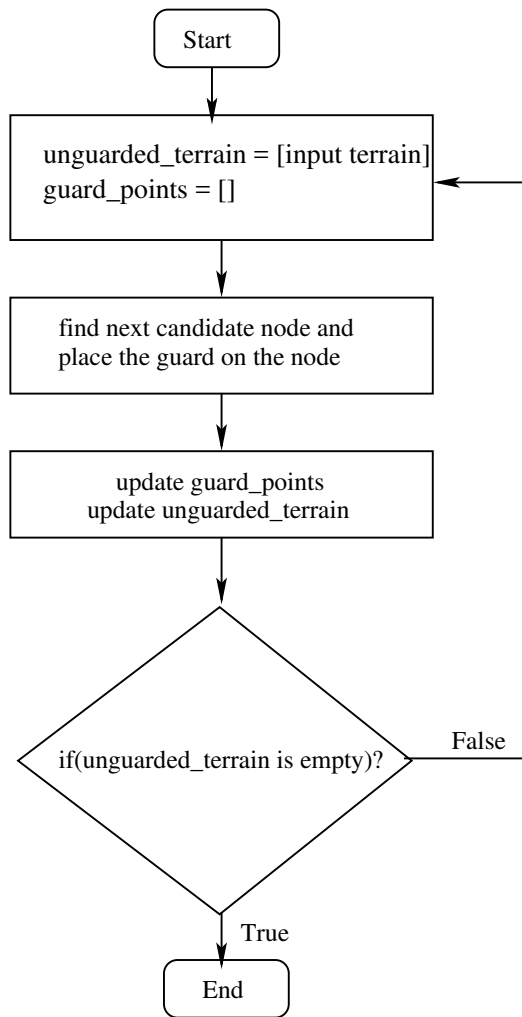 Start
unguarded_terrain = [input terrain]
guard_points = []
find next candidate node and
place the guard on the node
update guard_points
update unguarded_terrain
if(unguarded_terrain is empty)?
False
True
End